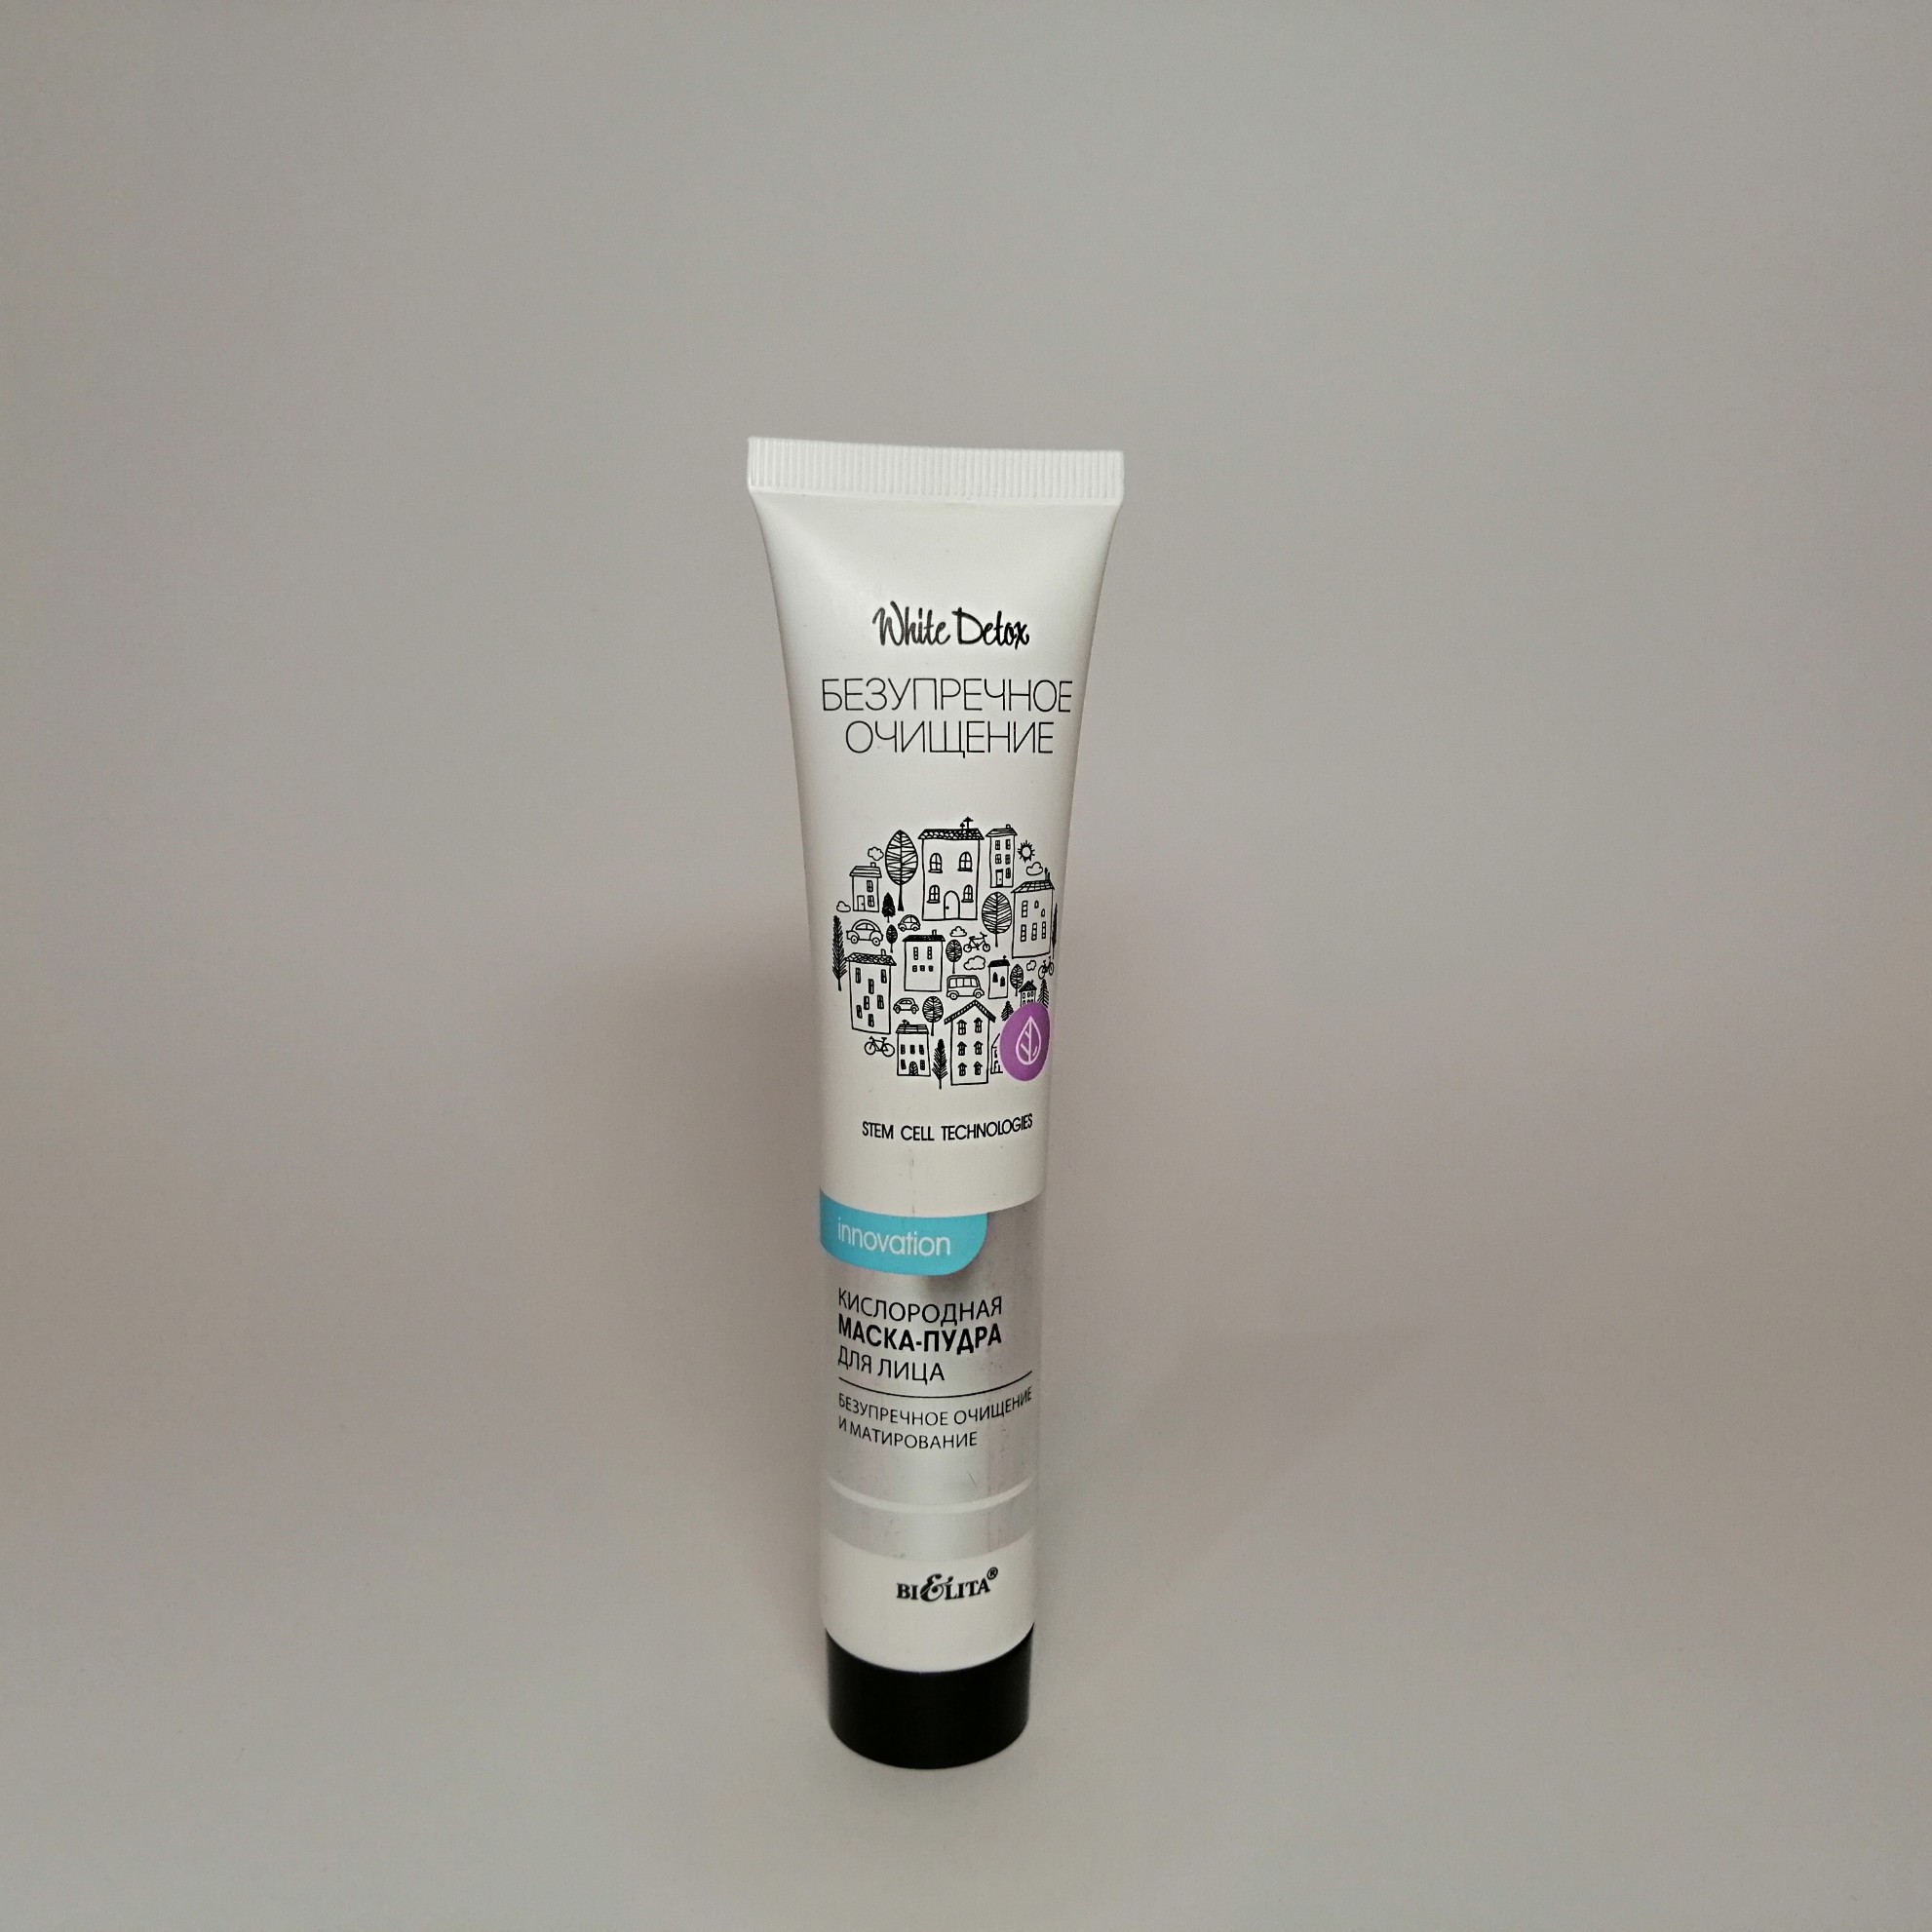 White Detox
БЕЗУПРЕЧНОЕ
ОЧИЩЕНИЕ
STEM CELL TECHNOLOGIES
innovation
КИСЛОРОДНАЯ
МАСКА-ПУДРА
ДЛЯ ЛИЦА
БЕЗУПРЕЧНОЕ ОЧИЩЕНИЕ
И МАТИРОВАНИЕ
BIELITA®